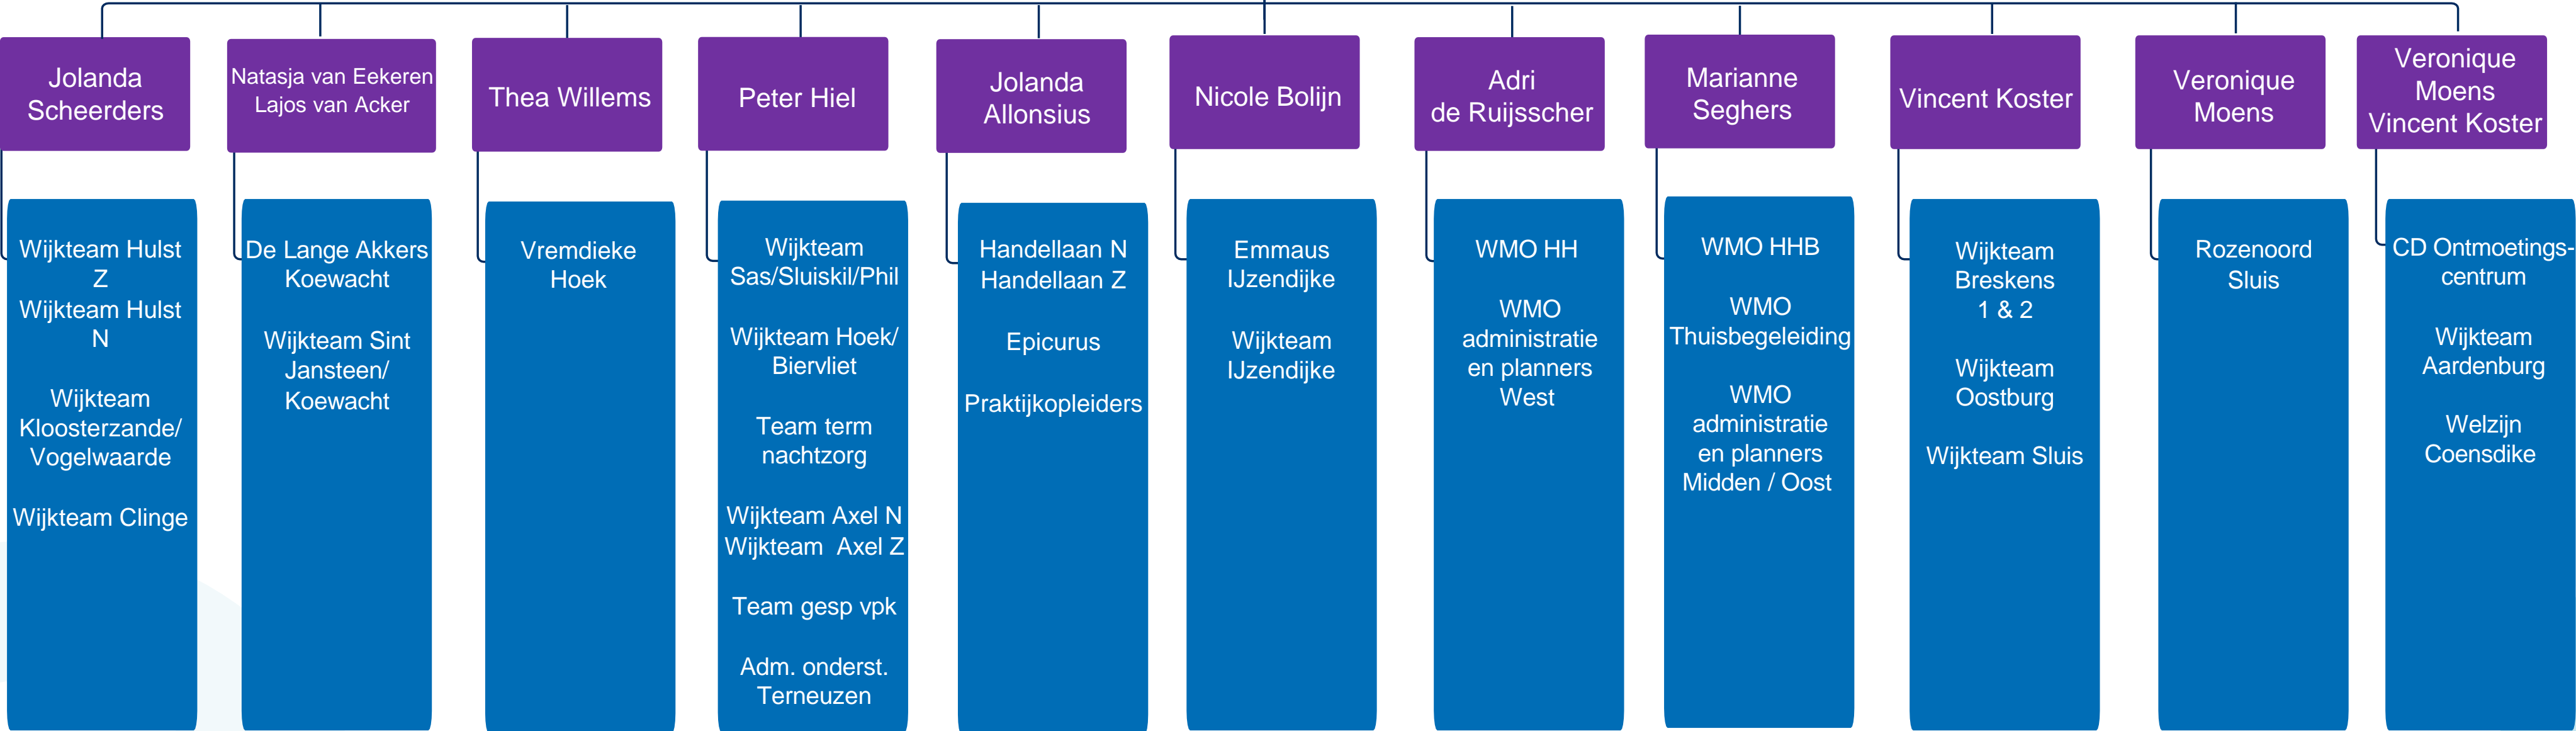 Jolanda
Scheerders
Natasja van Eekeren
Lajos van Acker
Thea Willems
Peter Hiel
Jolanda
Allonsius
Nicole Bolijn
Adri
de Ruijsscher
Marianne
Seghers
Vincent Koster
Veronique
Moens
Veronique
Moens
Vincent Koster
Wijkteam Hulst
Z
Wijkteam Hulst
N
Wijkteam
Kloosterzande/
Vogelwaarde
Wijkteam Clinge
De Lange Akkers
Koewacht
Wijkteam Sint
Jansteen/
Koewacht
Vremdieke
Hoek
Wijkteam
Sas/Sluiskil/Phil
Wijkteam Hoek/
Biervliet
Team term
nachtzorg
Wijkteam Axel N
Wijkteam Axel Z
Team gesp vpk
Adm. onderst.
Terneuzen
Handellaan N
Handellaan Z
Epicurus
Praktijkopleiders
Emmaus
IJzendijke
Wijkteam
IJzendijke
WMO HH
WMO
administratie
en planners
West
WMO HHB
WMO
Thuisbegeleiding
WMO
administratie
en planners
Midden / Oost
Wijkteam
Breskens
1 & 2
Wijkteam
Oostburg
Wijkteam Sluis
Rozenoord
Sluis
CD Ontmoetings-
centrum
Wijkteam
Aardenburg
Welzijn
Coensdike